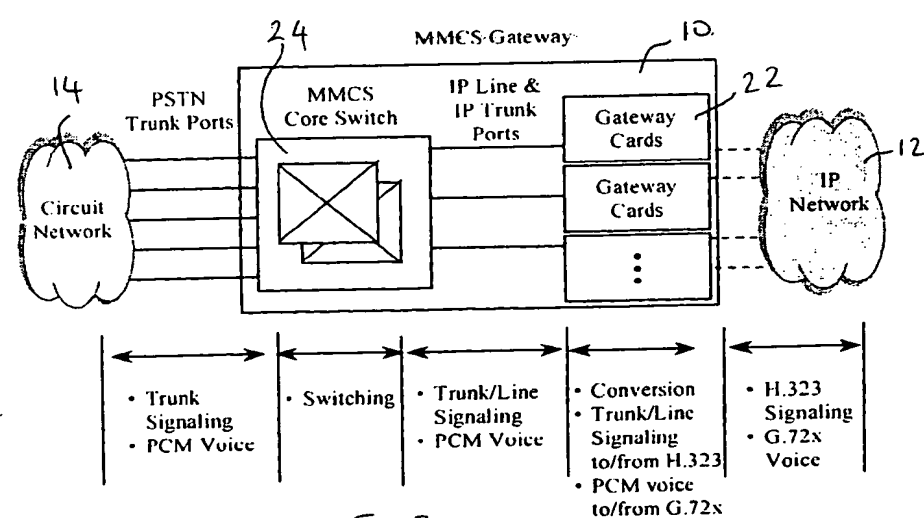 24
MMCS Gateway
10.
14
PSTN
Trunk Ports
MMCS
Core Switch
IP Line &
IP Trunk
Ports
22
Gateway
Cards
12
Circuit
Network
Gateway
Cards
IP
Network
• Trunk
Signaling
• PCM Voice
• Switching
• Trunk/Line
Signaling
• PCM Voice
• Conversion
• Trunk/Line
Signaling
to/from H.323
• PCM voice
to/from G.72x
• H.323
Signaling
• G.72x
Voice